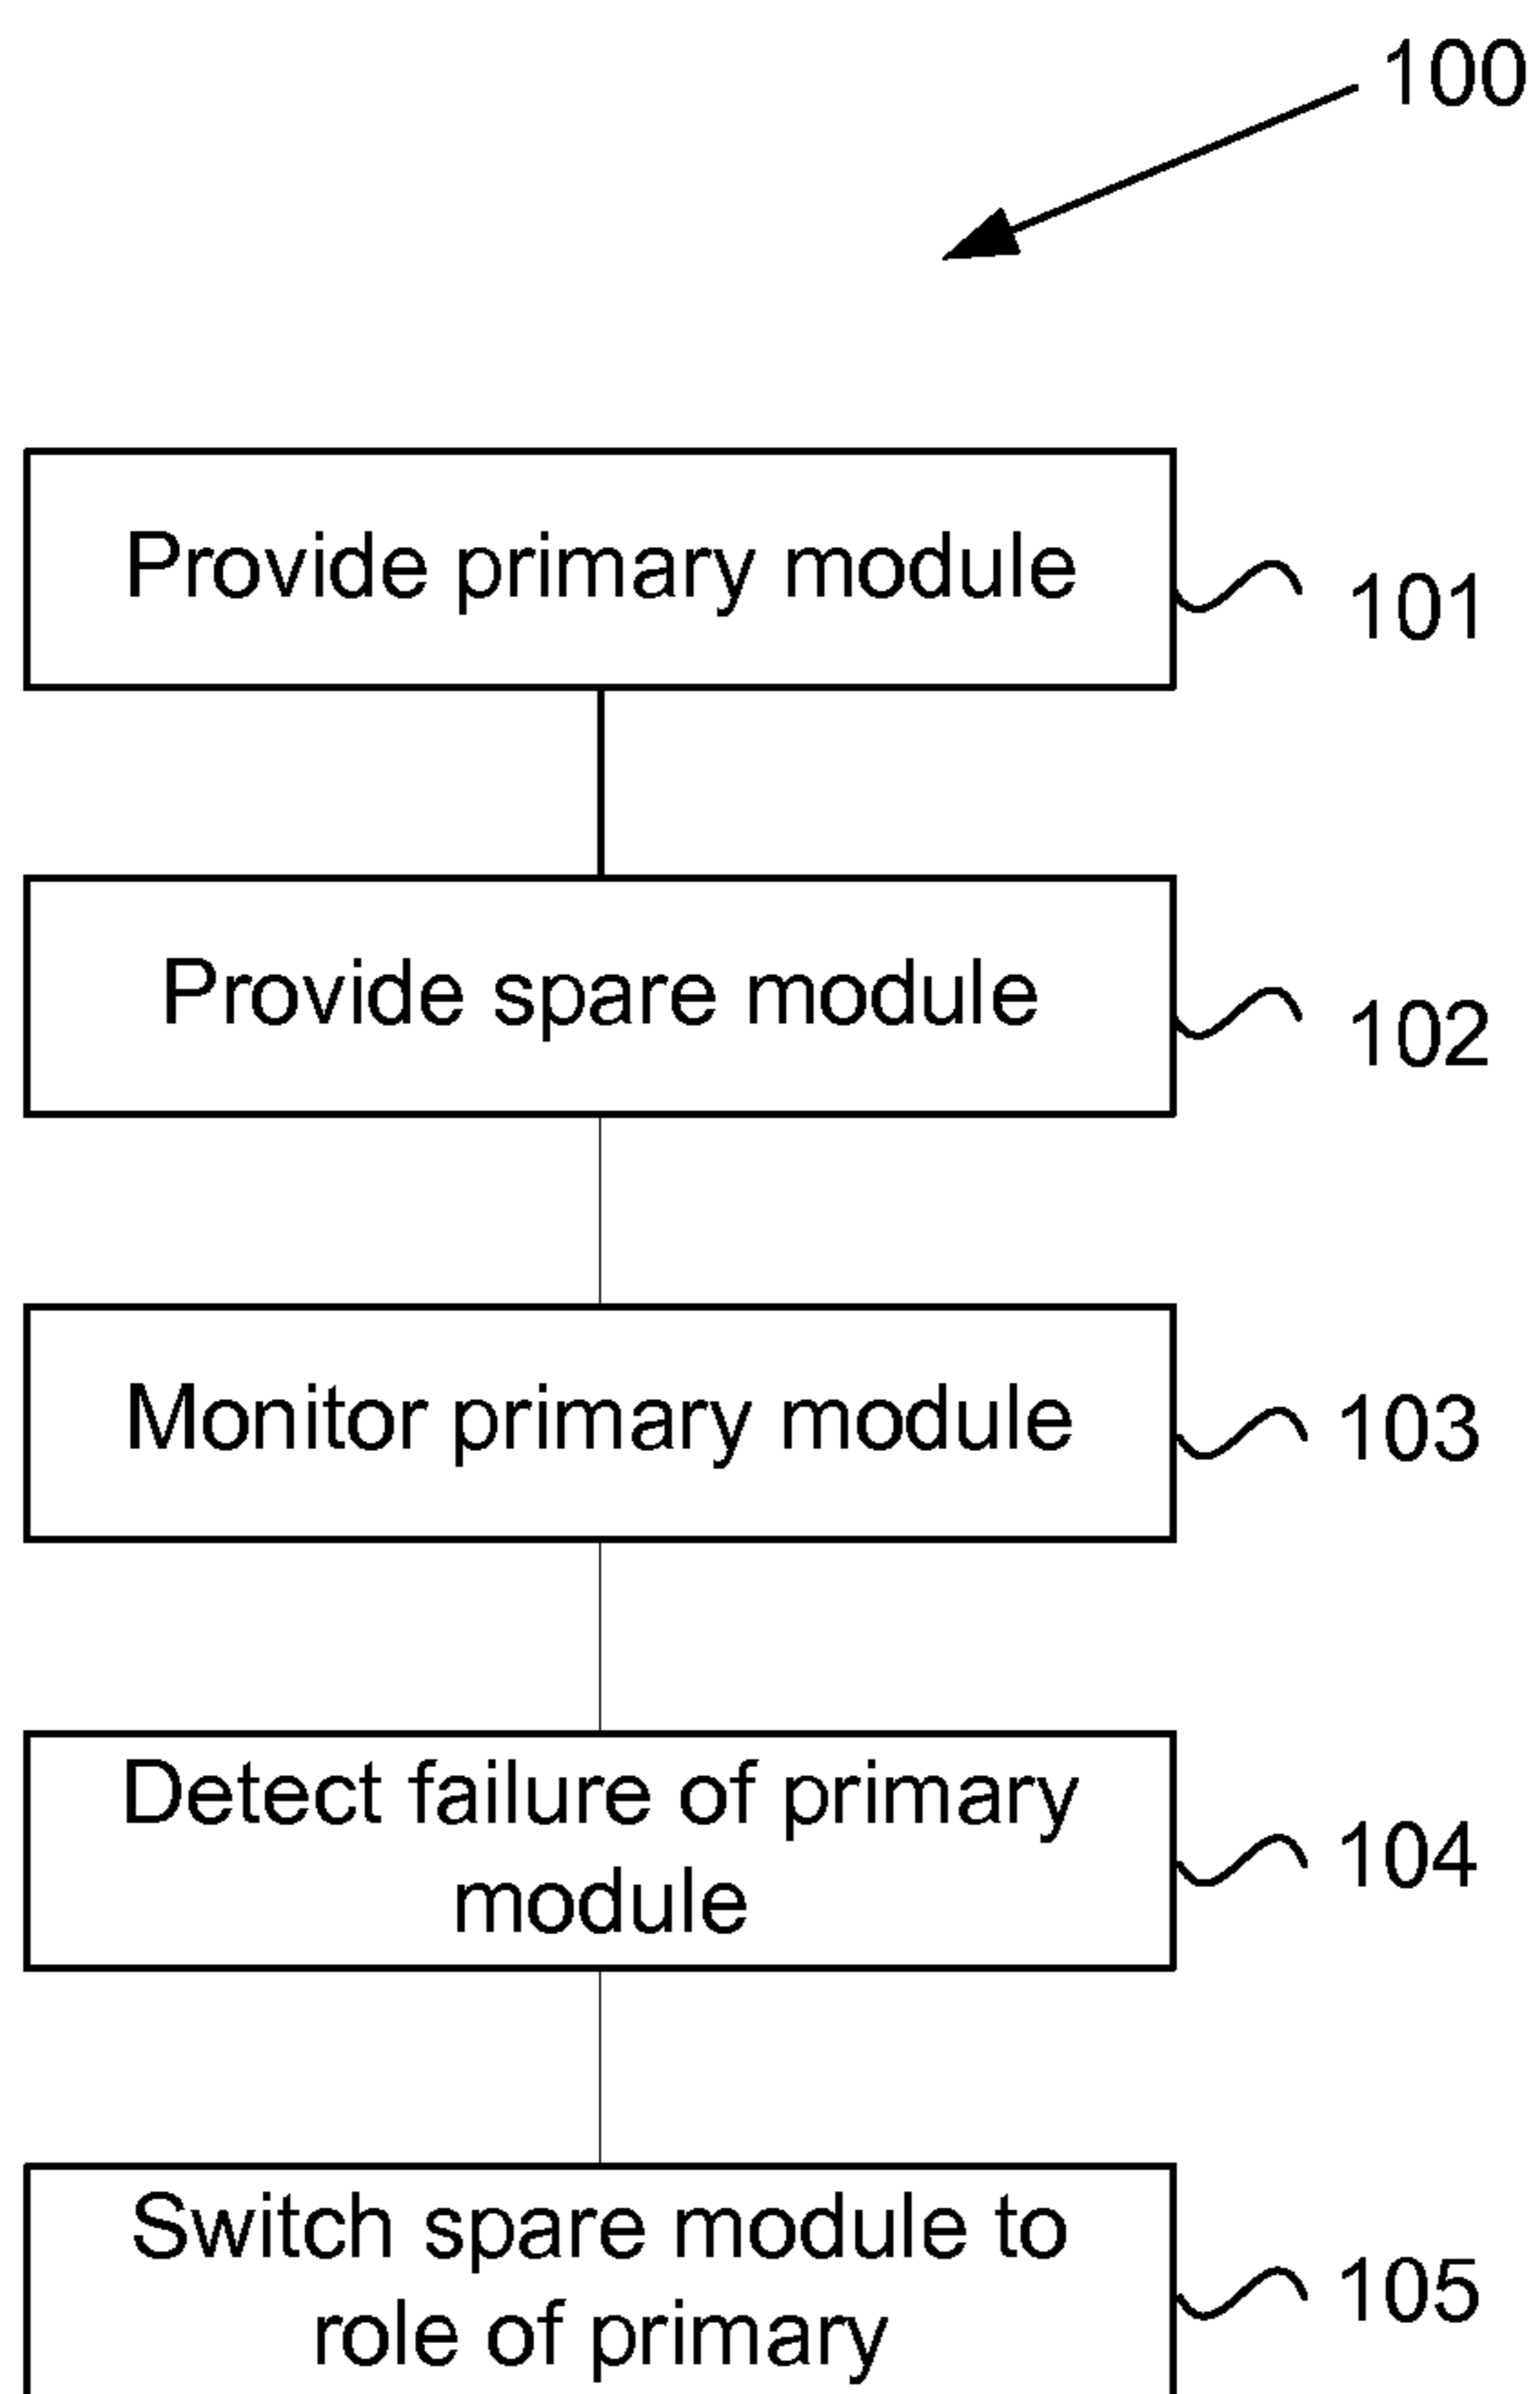 100
Provide primary module
101
Provide spare module
102
Monitor primary module
103
Detect failure of primary
module
104
Switch spare module to
role of primary
105